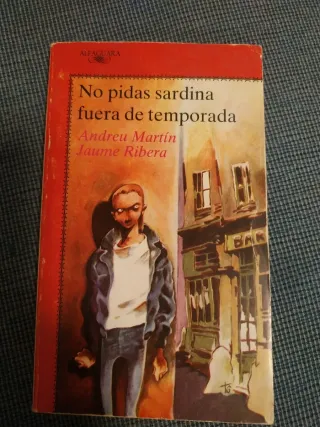 ALFAGUARA
No pidas sardina
fuera de temporada
Andreu Martín
Jaume Ribera
BAR